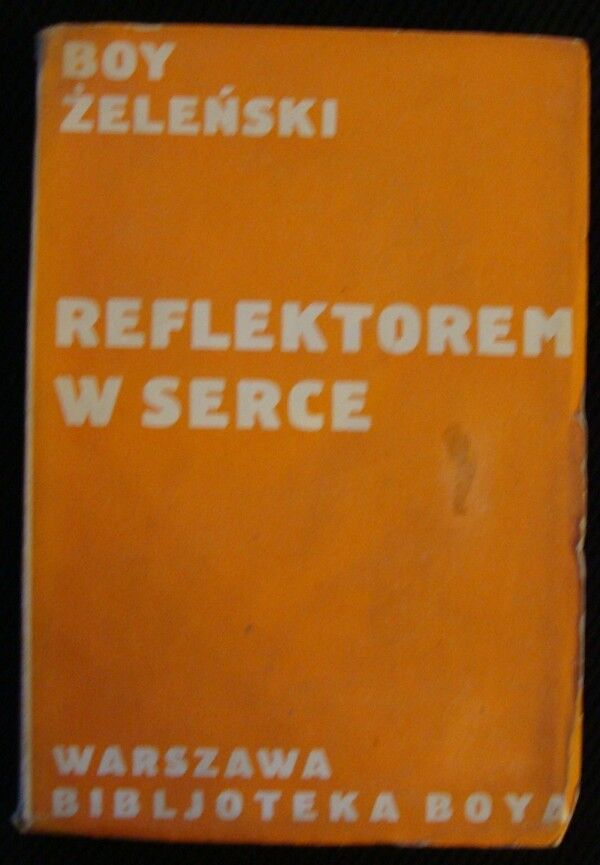 BOY
ŻELEŃSKI
REFLEKTOREM
W SERCE
WARSZAWA
BIBLJOTEKA BOYA